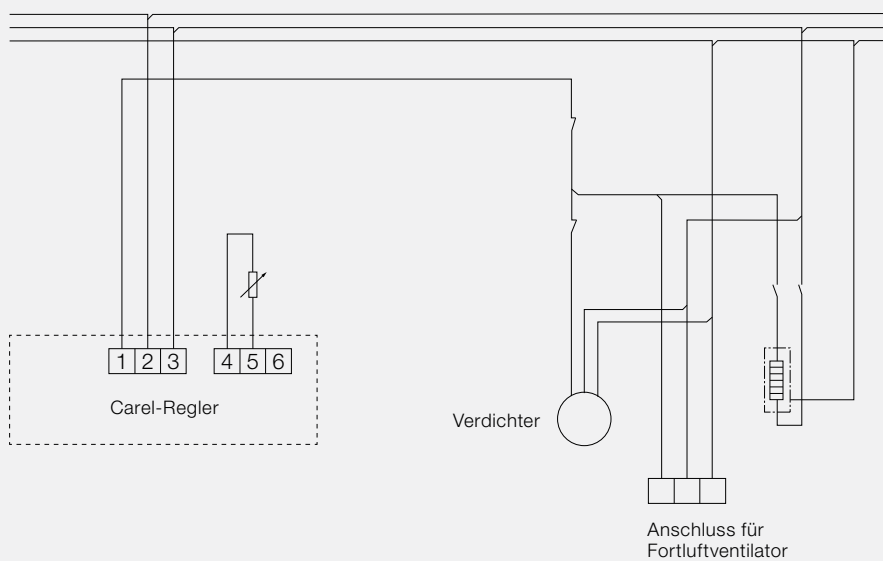 1 2 3
4 5 6
Carel-Regler
Verdichter
Anschluss für
Fortluftventilator